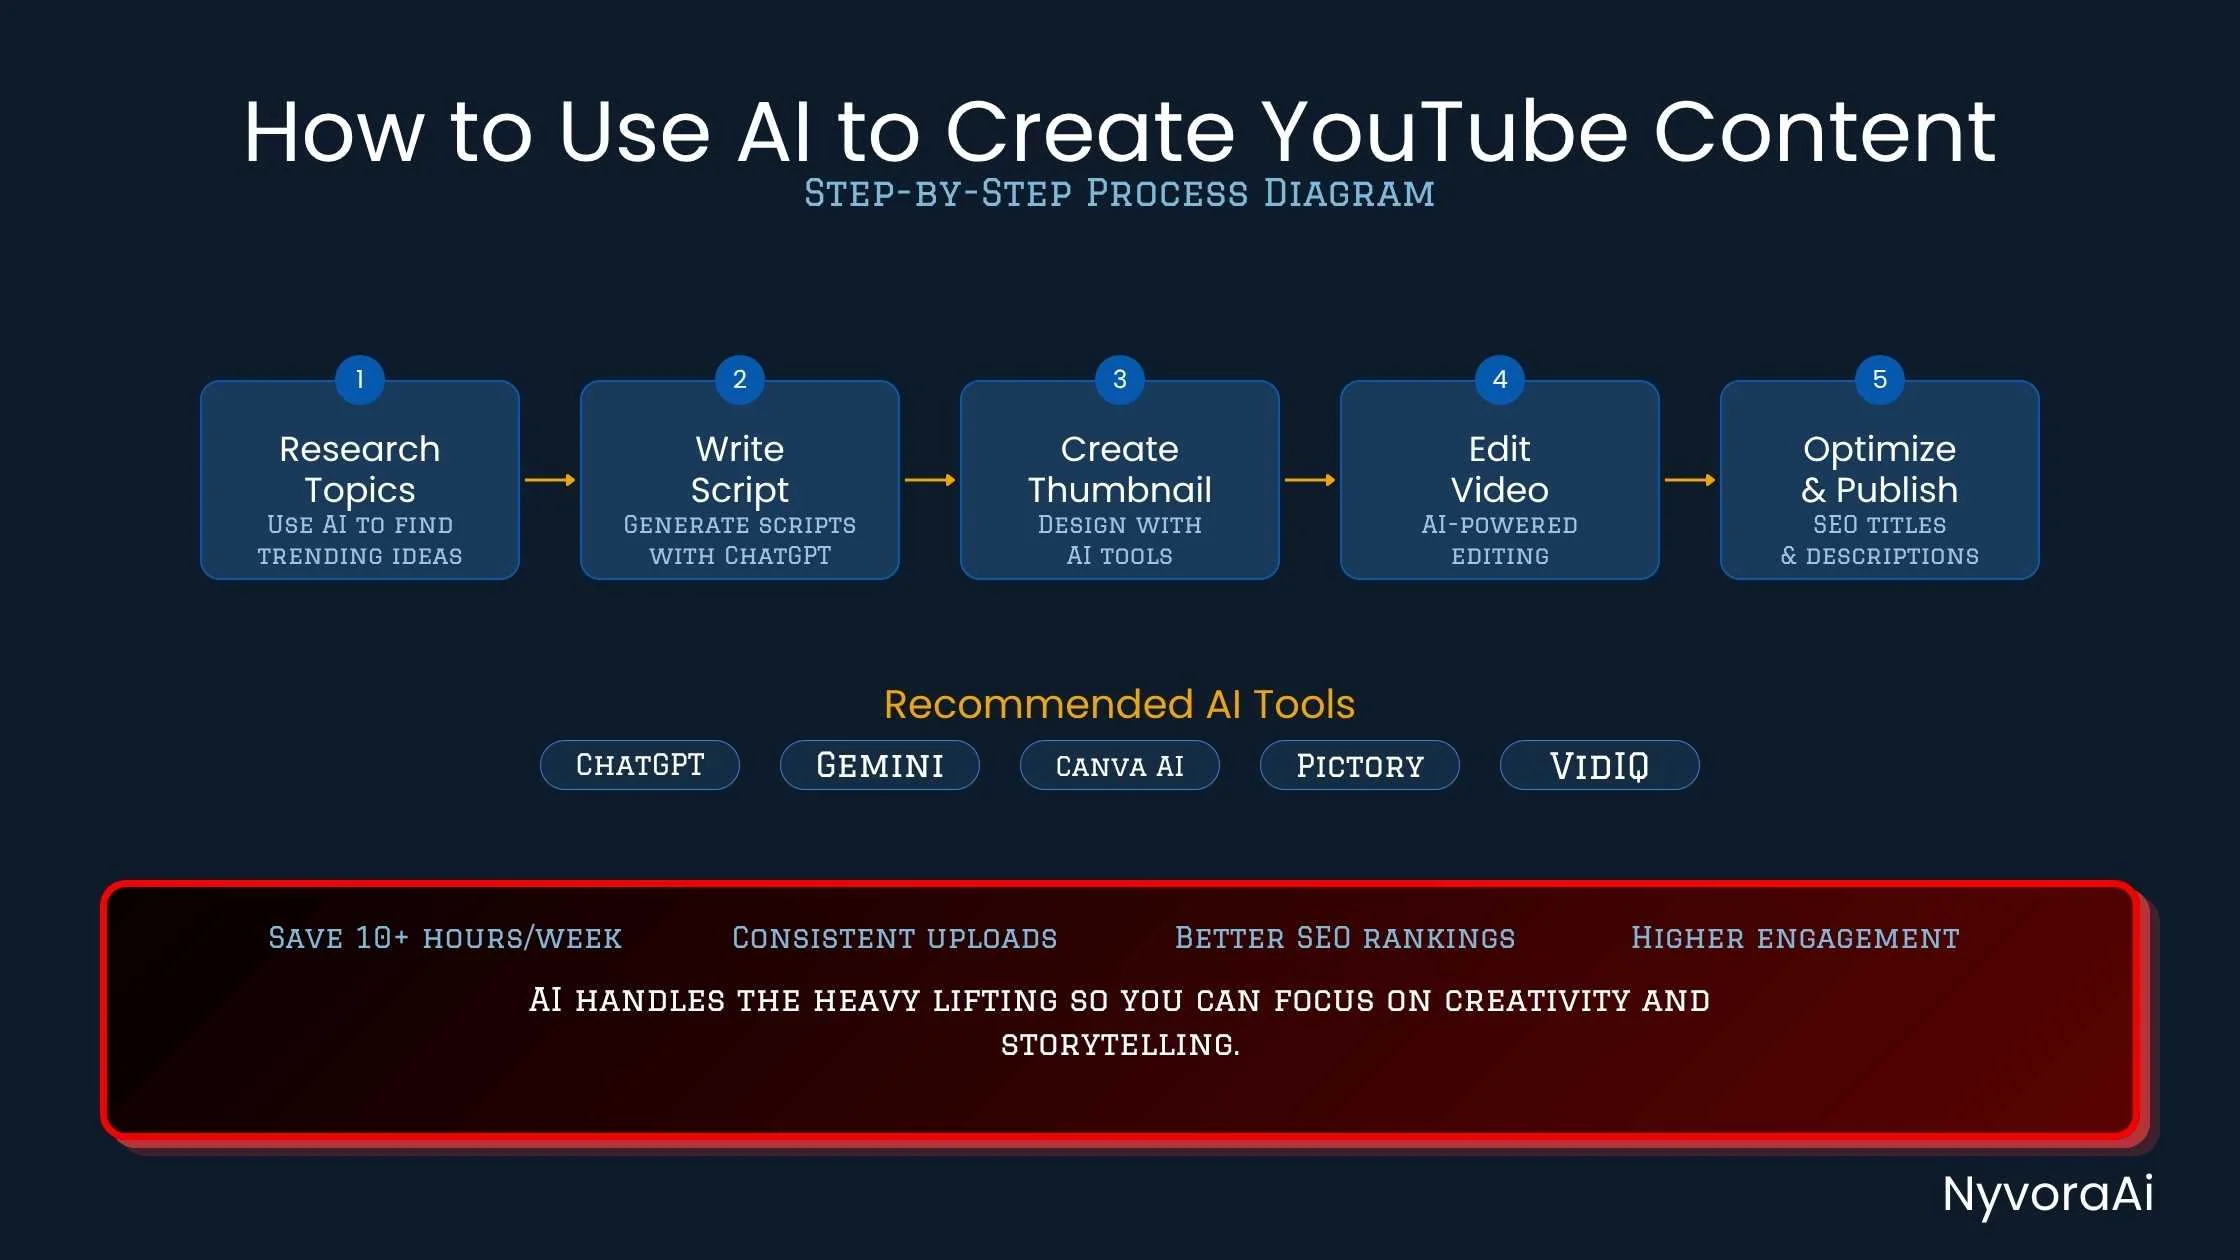 How to Use AI to Create YouTube Content
Step-by-Step Process Diagram
1
Research
Topics
Use AI to find
trending ideas
2
Write
Script
Generate scripts
with ChatGPT
3
Create
Thumbnail
Design with
AI tools
4
Edit
Video
AI-powered
editing
5
Optimize
& Publish
SEO titles
& descriptions
Recommended AI Tools
ChatGPT
Gemini
Canva AI
Pictory
VidIQ
Save 10+ hours/week
Consistent uploads
Better SEO rankings
Higher engagement
AI handles the heavy lifting so you can focus on creativity and
storytelling.
NyvoraAi